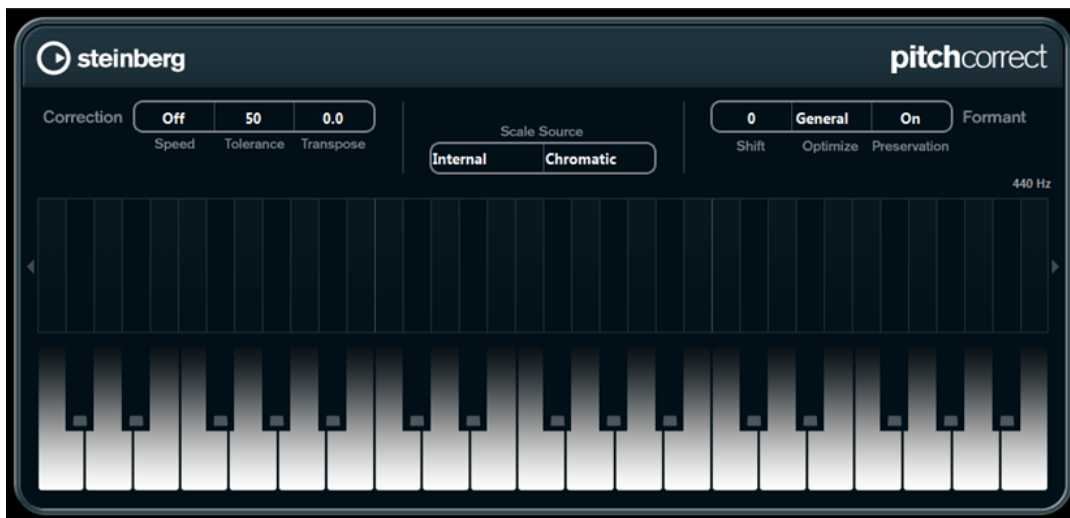 steinberg
pitchcorrect
Correction Off 50 0.0
Speed Tolerance Transpose
Scale Source
Internal Chromatic
0 General On Formant
Shift Optimize Preservation
440 Hz